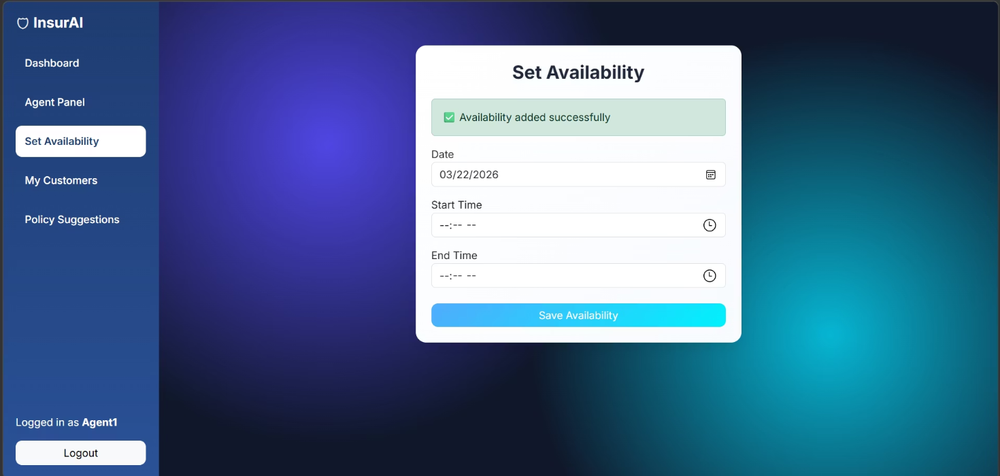 InsurAI
Dashboard
Agent Panel
Set Availability
My Customers
Policy Suggestions
Logged in as Agent1
Logout
Set Availability
✅ Availability added successfully
Date
03/22/2026
Start Time
--:-- --
End Time
--:-- --
Save Availability